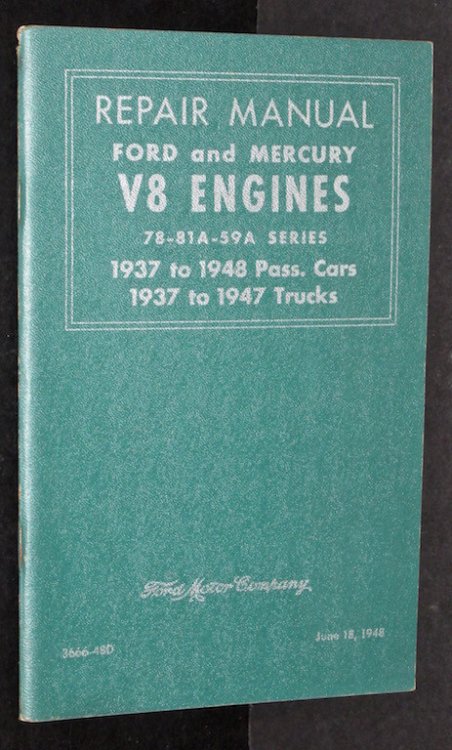 REPAIR MANUAL
FORD and MERCURY
V8 ENGINES
78-81A-59A SERIES
1937 to 1948 Pass. Cars
1937 to 1947 Trucks
Ford Motor Company
3666-48D
June 18, 1948